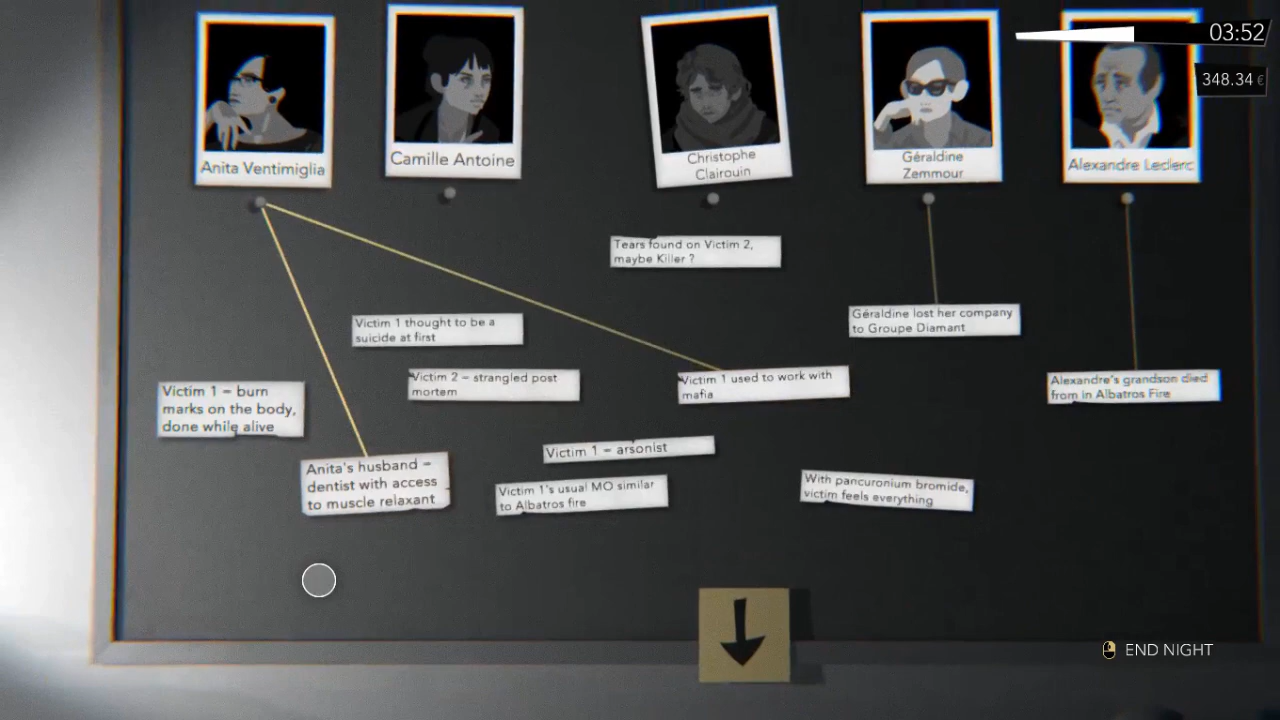 03:52
348.34 €
Anita Ventimiglia
Camille Antoine
Christophe
Clairouin
Géraldine
Zemmour
Alexandre Leclerc
Tears found on Victim 2,
maybe Killer ?
Victim 1 thought to be a
suicide at first
Géraldine lost her company
to Groupe Diamant
Victim 2 = strangled post
mortem
Victim 1 used to work with
mafia
Alexandre's grandson died
from in Albatros Fire
Victim 1 = burn
marks on the body,
done while alive
Victim 1 = arsonist
Anita's husband =
dentist with access
to muscle relaxant
Victim 1's usual MO similar
to Albatros fire
With pancuronium bromide,
victim feels everything
END NIGHT